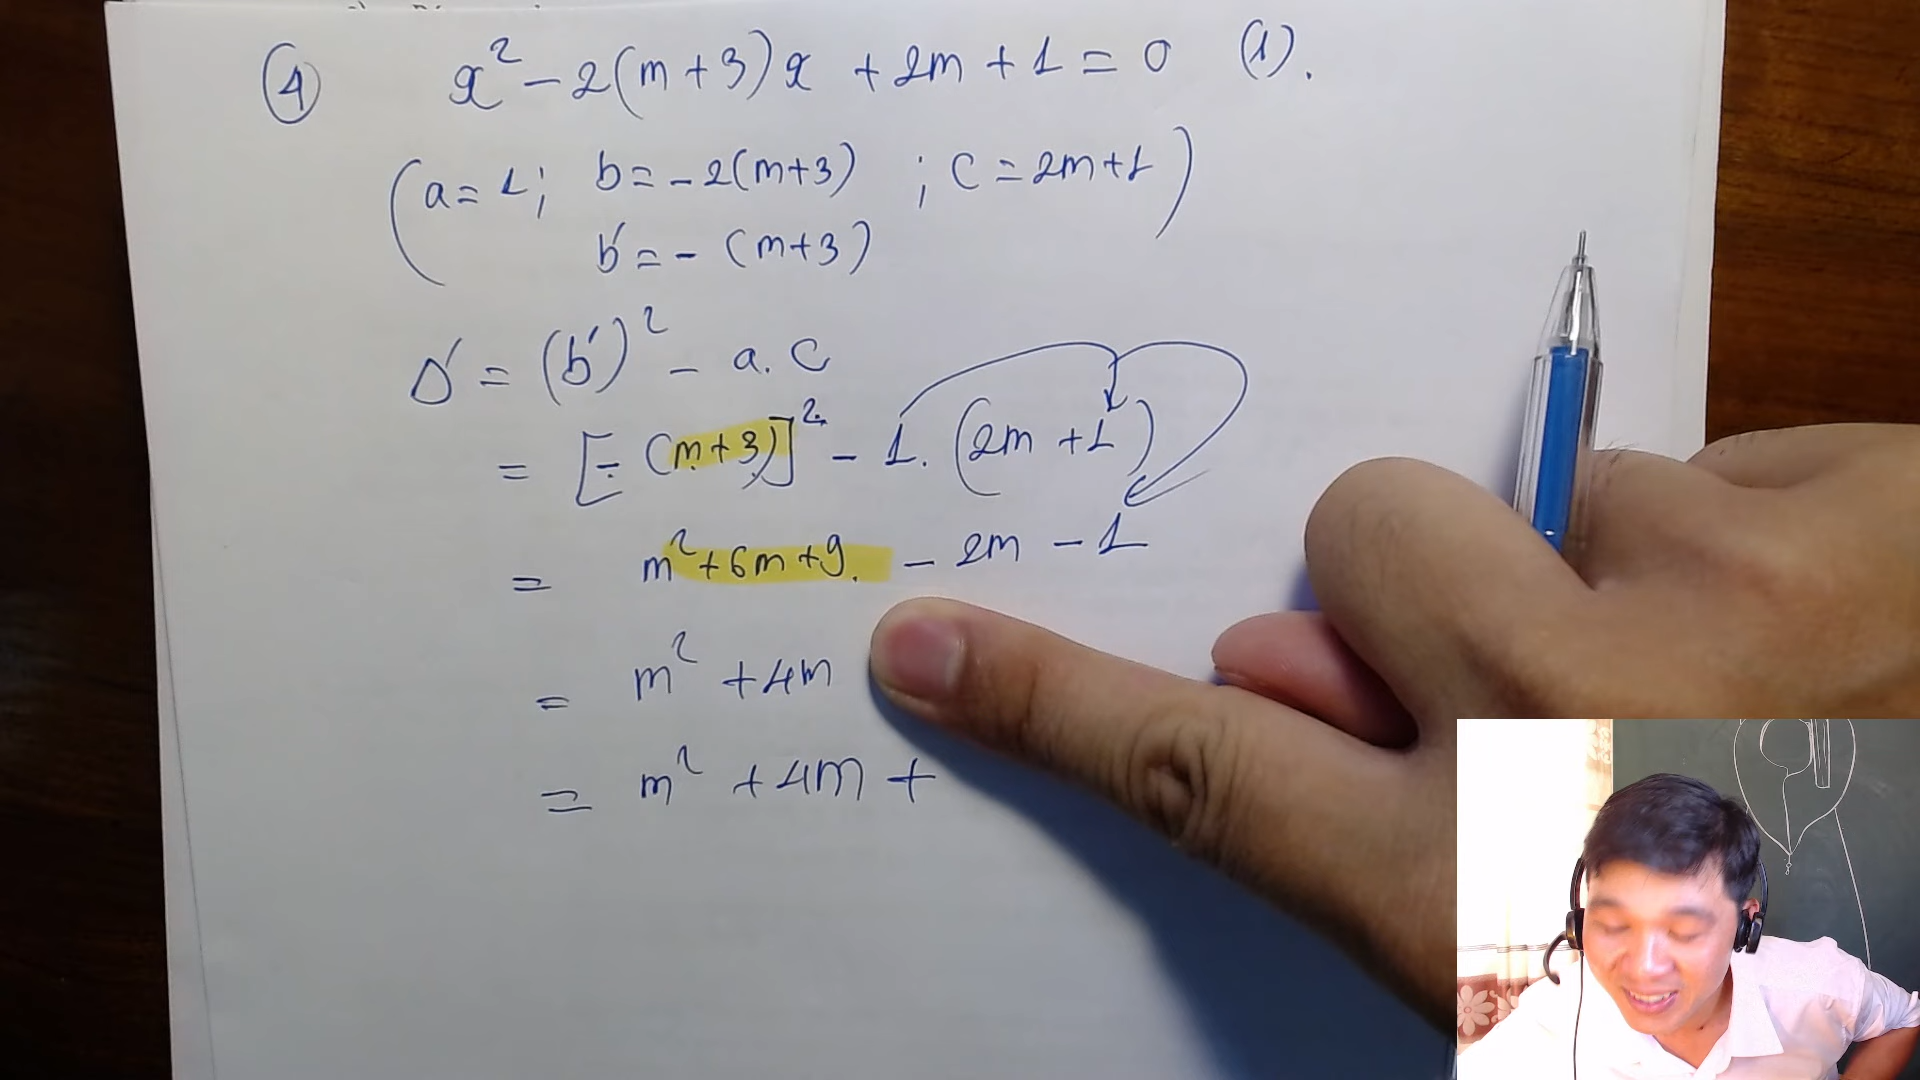 ④ x² - 2(m+3)x + 2m + 1 = 0 (1).
(a = 1; b = -2(m+3) ; c = 2m+1)
b' = - (m+3)
Δ' = (b')² - a.c
= [- (m+3)]² - 1. (2m + 1)
= m² + 6m + 9 - 2m - 1
= m² + 4m
= m² + 4m +